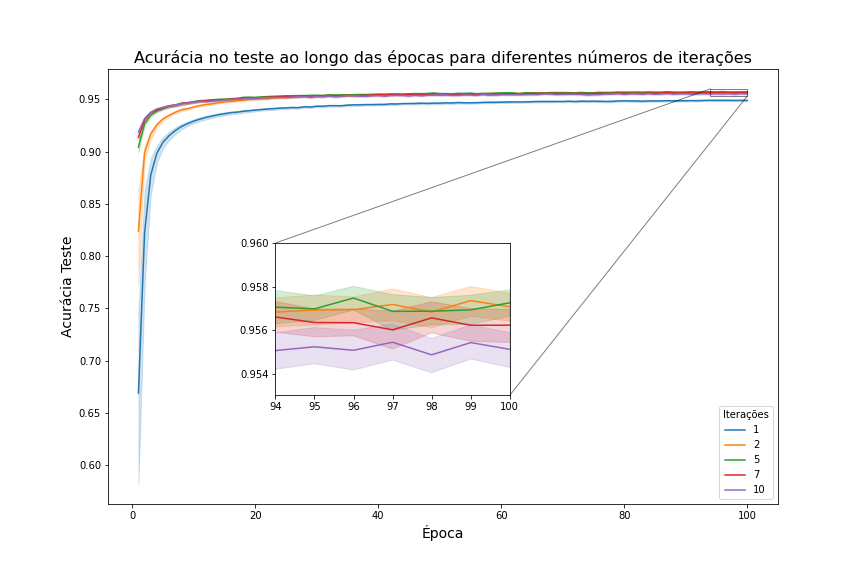 Acurácia no teste ao longo das épocas para diferentes números de iterações
Acurácia Teste
0.95
0.90
0.85
0.80
0.75
0.70
0.65
0.60
0.960
0.958
0.956
0.954
94 95 96 97 98 99 100
Iterações
1
2
5
7
10
0 20 40 60 80 100
Época